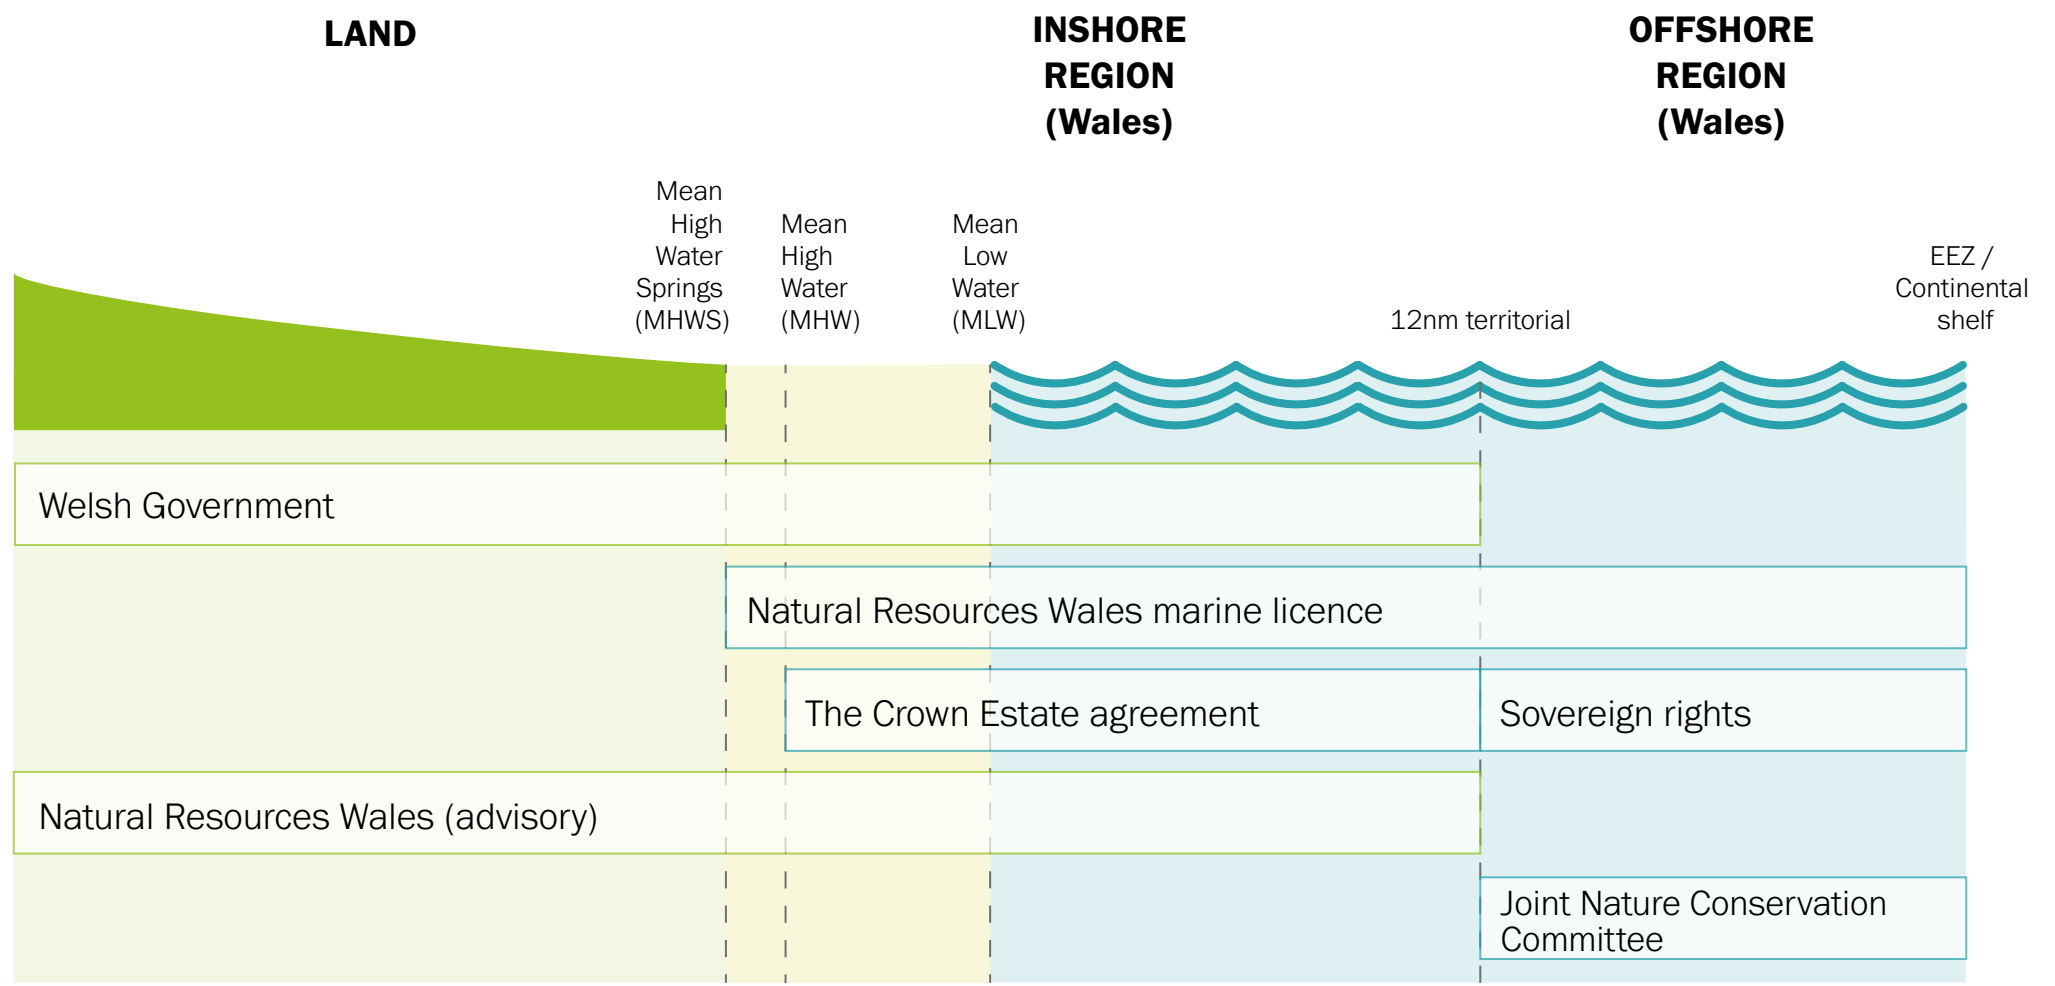 LAND
INSHORE
REGION
(Wales)
OFFSHORE
REGION
(Wales)
Mean
High
Water
Springs
(MHWS)
Mean
High
Water
(MHW)
Mean
Low
Water
(MLW)
12nm territorial
EEZ /
Continental
shelf
Welsh Government
Natural Resources Wales marine licence
The Crown Estate agreement
Sovereign rights
Natural Resources Wales (advisory)
Joint Nature Conservation
Committee